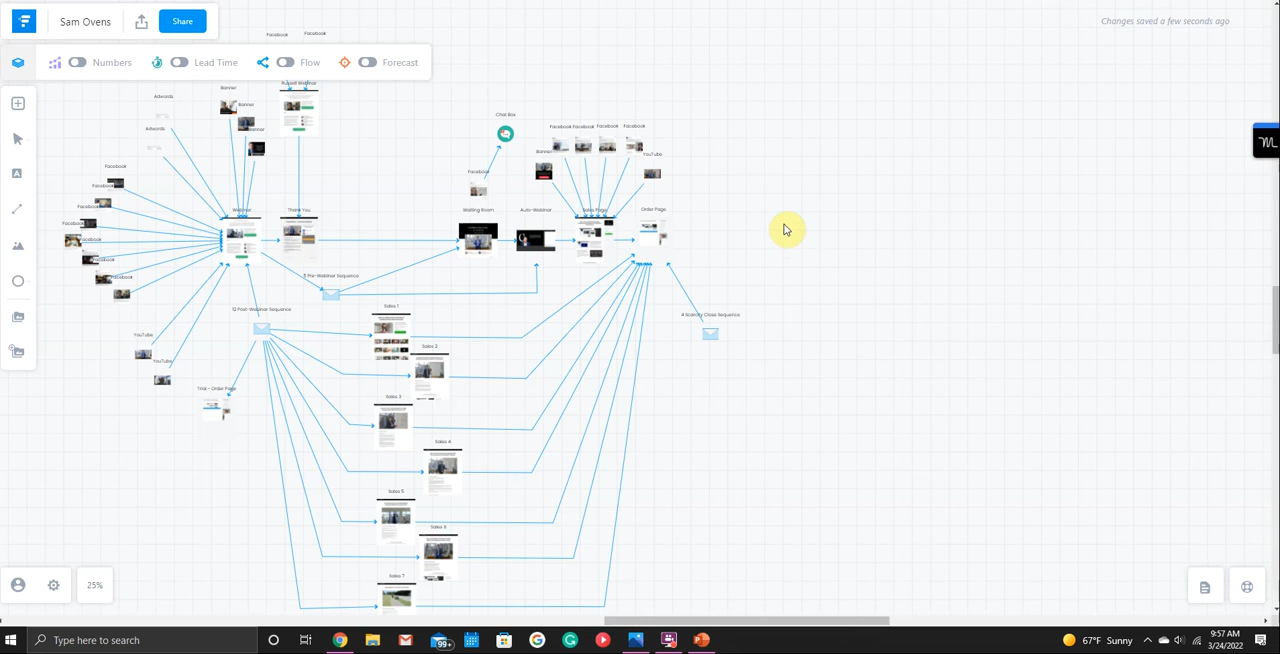 Sam Ovens
Share
Changes saved a few seconds ago
Facebook
Facebook
Numbers
Lead Time
Flow
Forecast
Russell Webinar
Adwords
Banner
Banner
Banner
Adwords
Chat Box
Facebook
Facebook
Facebook
Facebook
Banner
YouTube
Facebook
Facebook
Facebook
Facebook
Facebook
Facebook
Facebook
Facebook
Webinar
Thank You
Waiting Room
Auto-Webinar
Sales Page
Order Page
5 Pre-Webinar Sequence
12 Post-Webinar Sequence
4 Scarcity Close Sequence
YouTube
YouTube
Trial - Order Page
Sales 1
Sales 2
Sales 3
Sales 4
Sales 5
Sales 6
Sales 7
25%
Type here to search
99+
67°F Sunny
9:57 AM
3/24/2022